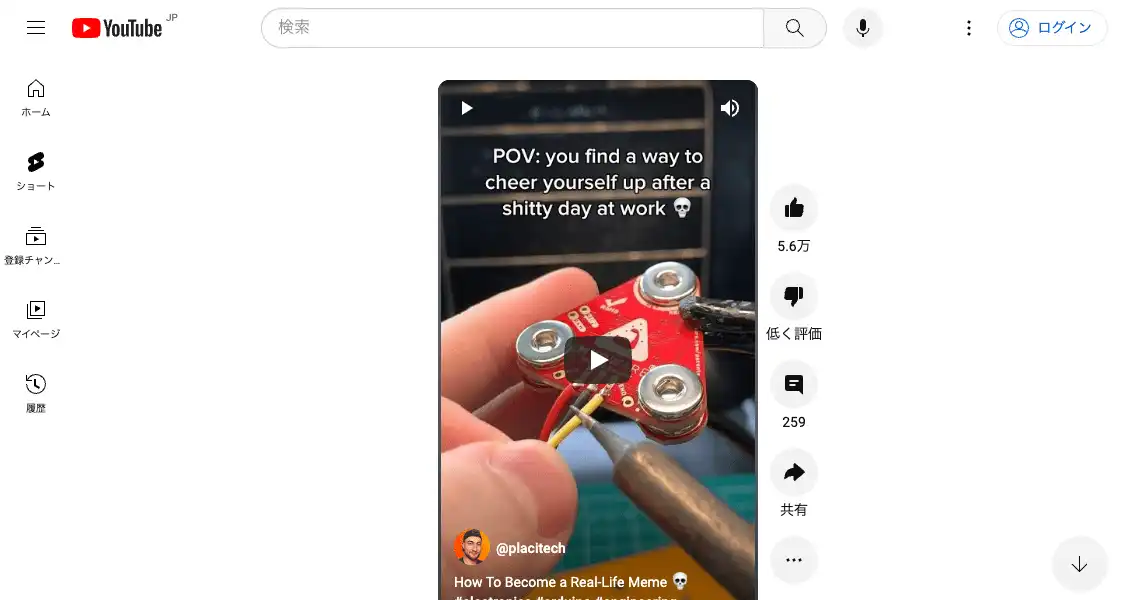 YouTube JP
検索
ログイン
ホーム
ショート
登録チャン...
マイページ
履歴
POV: you find a way to
cheer yourself up after a
shitty day at work 💀
5.6万
低く評価
259
共有
@placitech
How To Become a Real-Life Meme 💀
#electronics #arduino #engineering